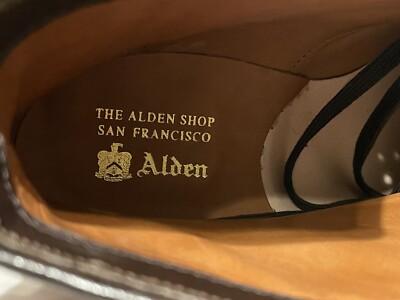 THE ALDEN SHOP
SAN FRANCISCO
Alden